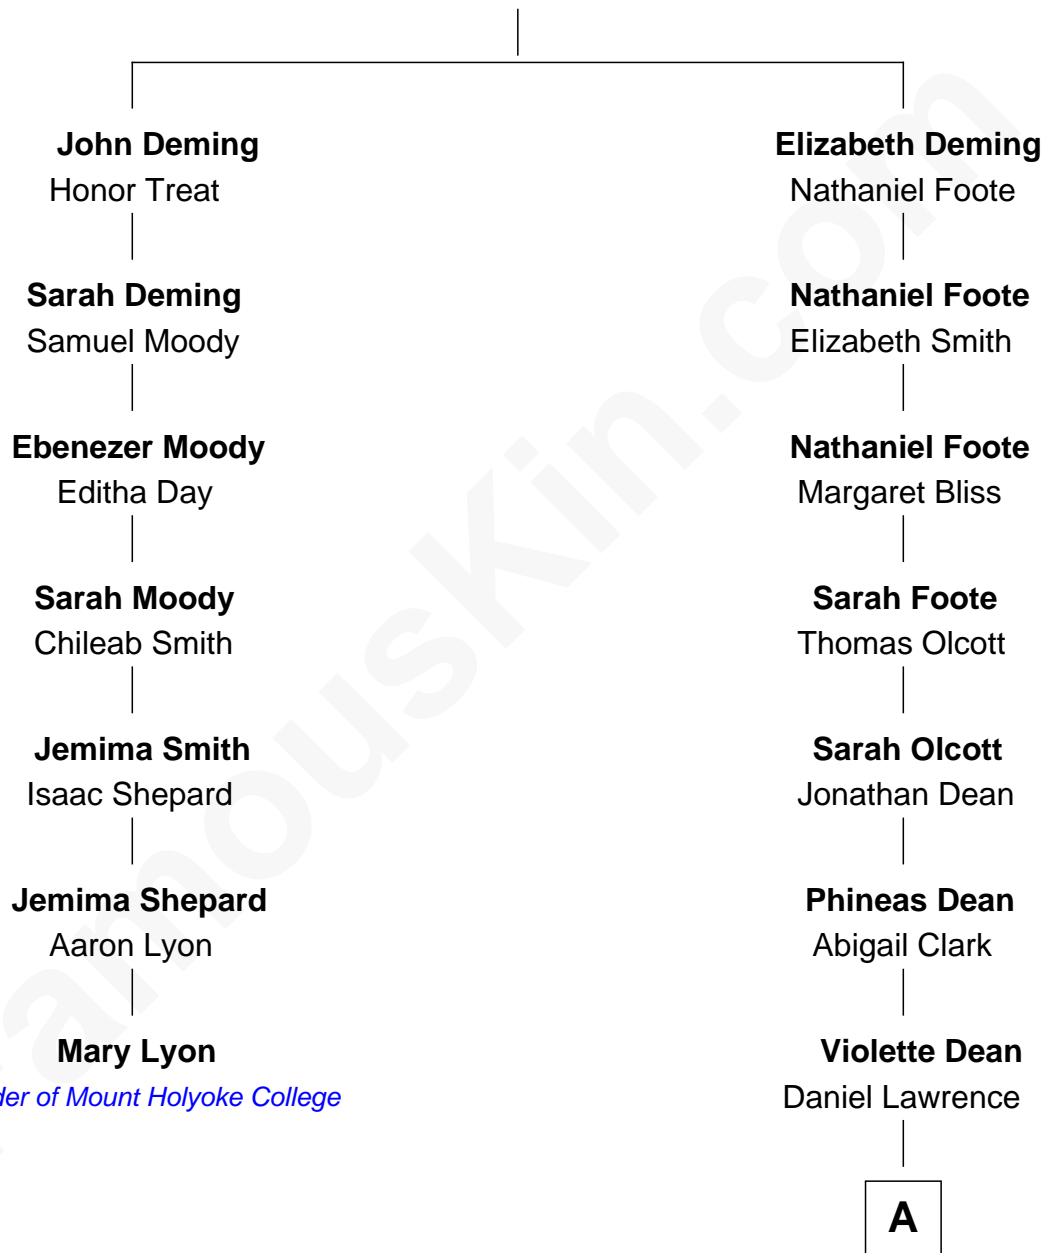 John Deming
Honor Treat
Sarah Deming
Samuel Moody
Ebenezer Moody
Editha Day
Sarah Moody
Chileab Smith
Jemima Smith
Isaac Shepard
Jemima Shepard
Aaron Lyon
Mary Lyon
of Mount Holyoke College
Elizabeth Deming
Nathaniel Foote
Nathaniel Foote
Elizabeth Smith
Nathaniel Foote
Margaret Bliss
Sarah Foote
Thomas Olcott
Sarah Olcott
Jonathan Dean
Phineas Dean
Abigail Clark
Violette Dean
Daniel Lawrence
A
amousKin.com